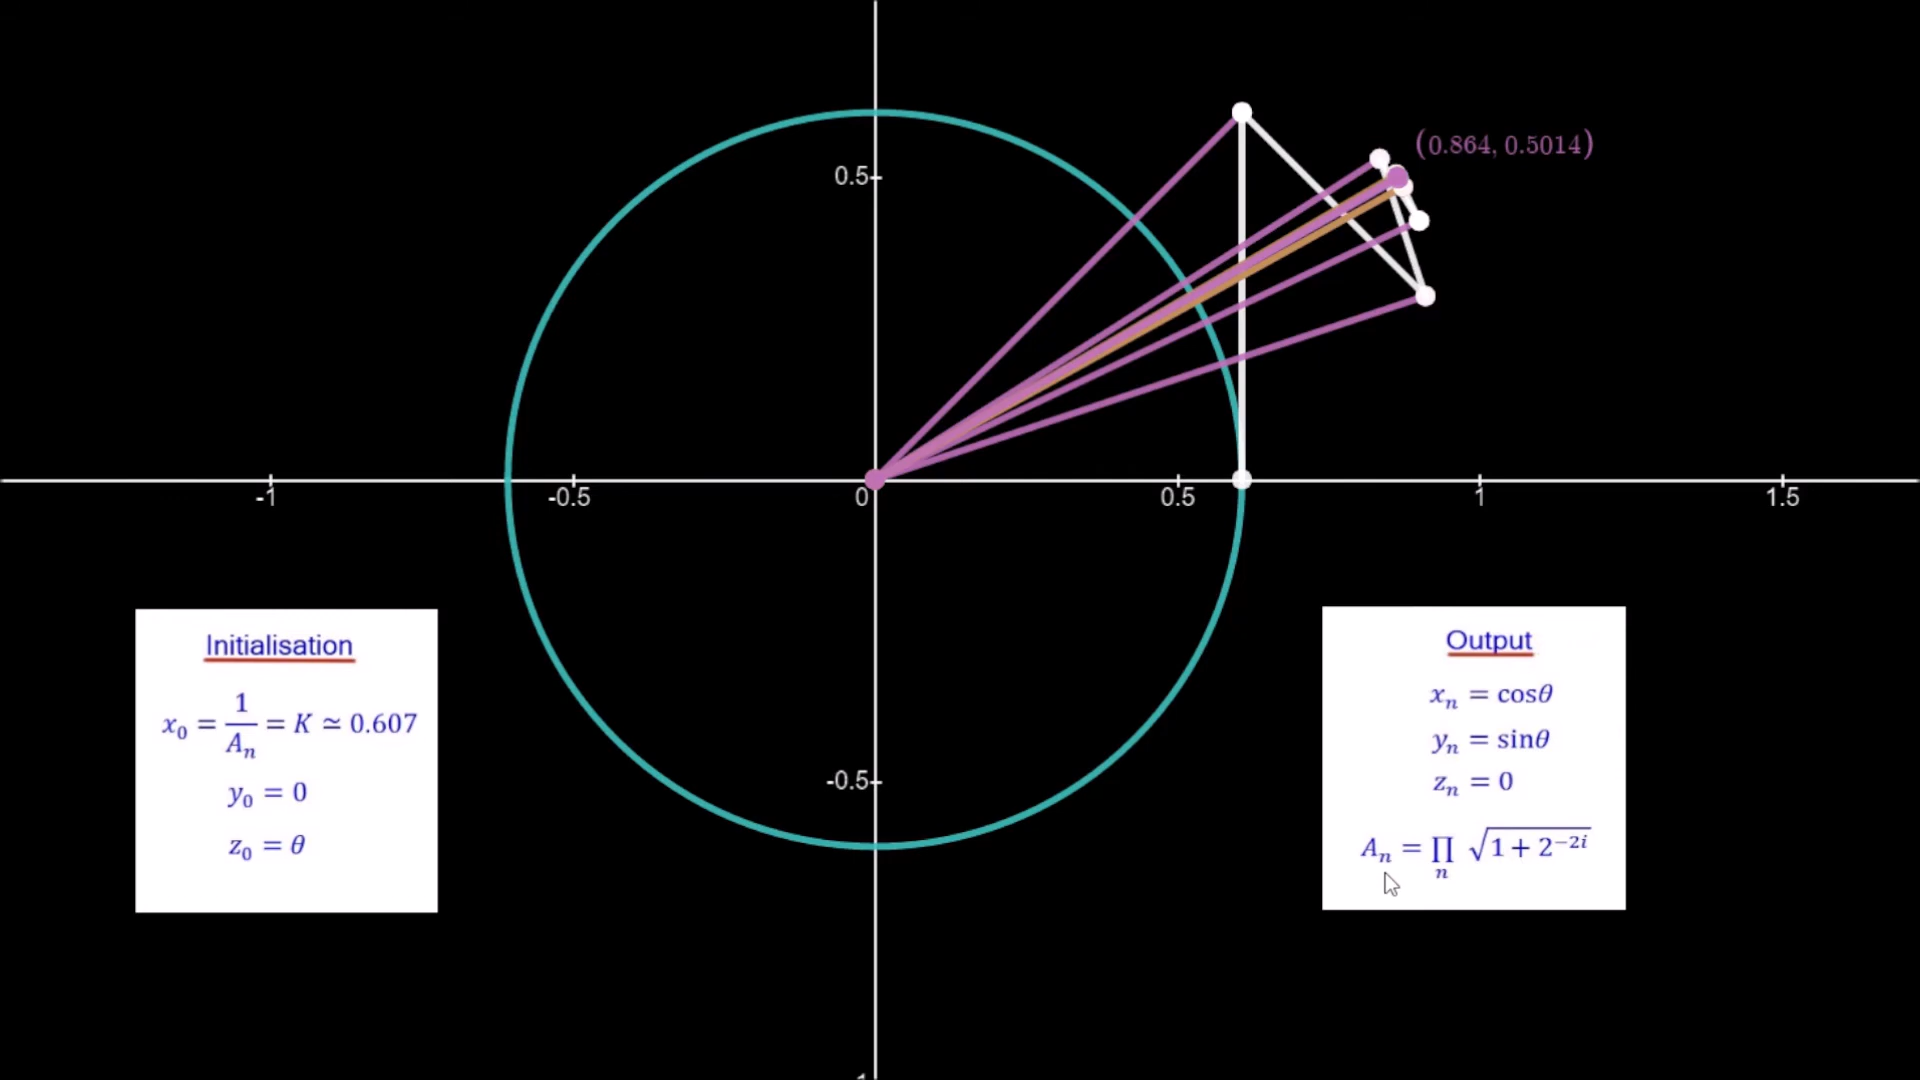 (0.864, 0.5014)
0.5
-1
-0.5
0
0.5
1
1.5
-0.5
Initialisation
x₀ = 1/Aₙ = K ≃ 0.607
y₀ = 0
z₀ = θ
Output
xₙ = cosθ
yₙ = sinθ
zₙ = 0
Aₙ = ∏ₙ √(1 + 2⁻²ⁱ)